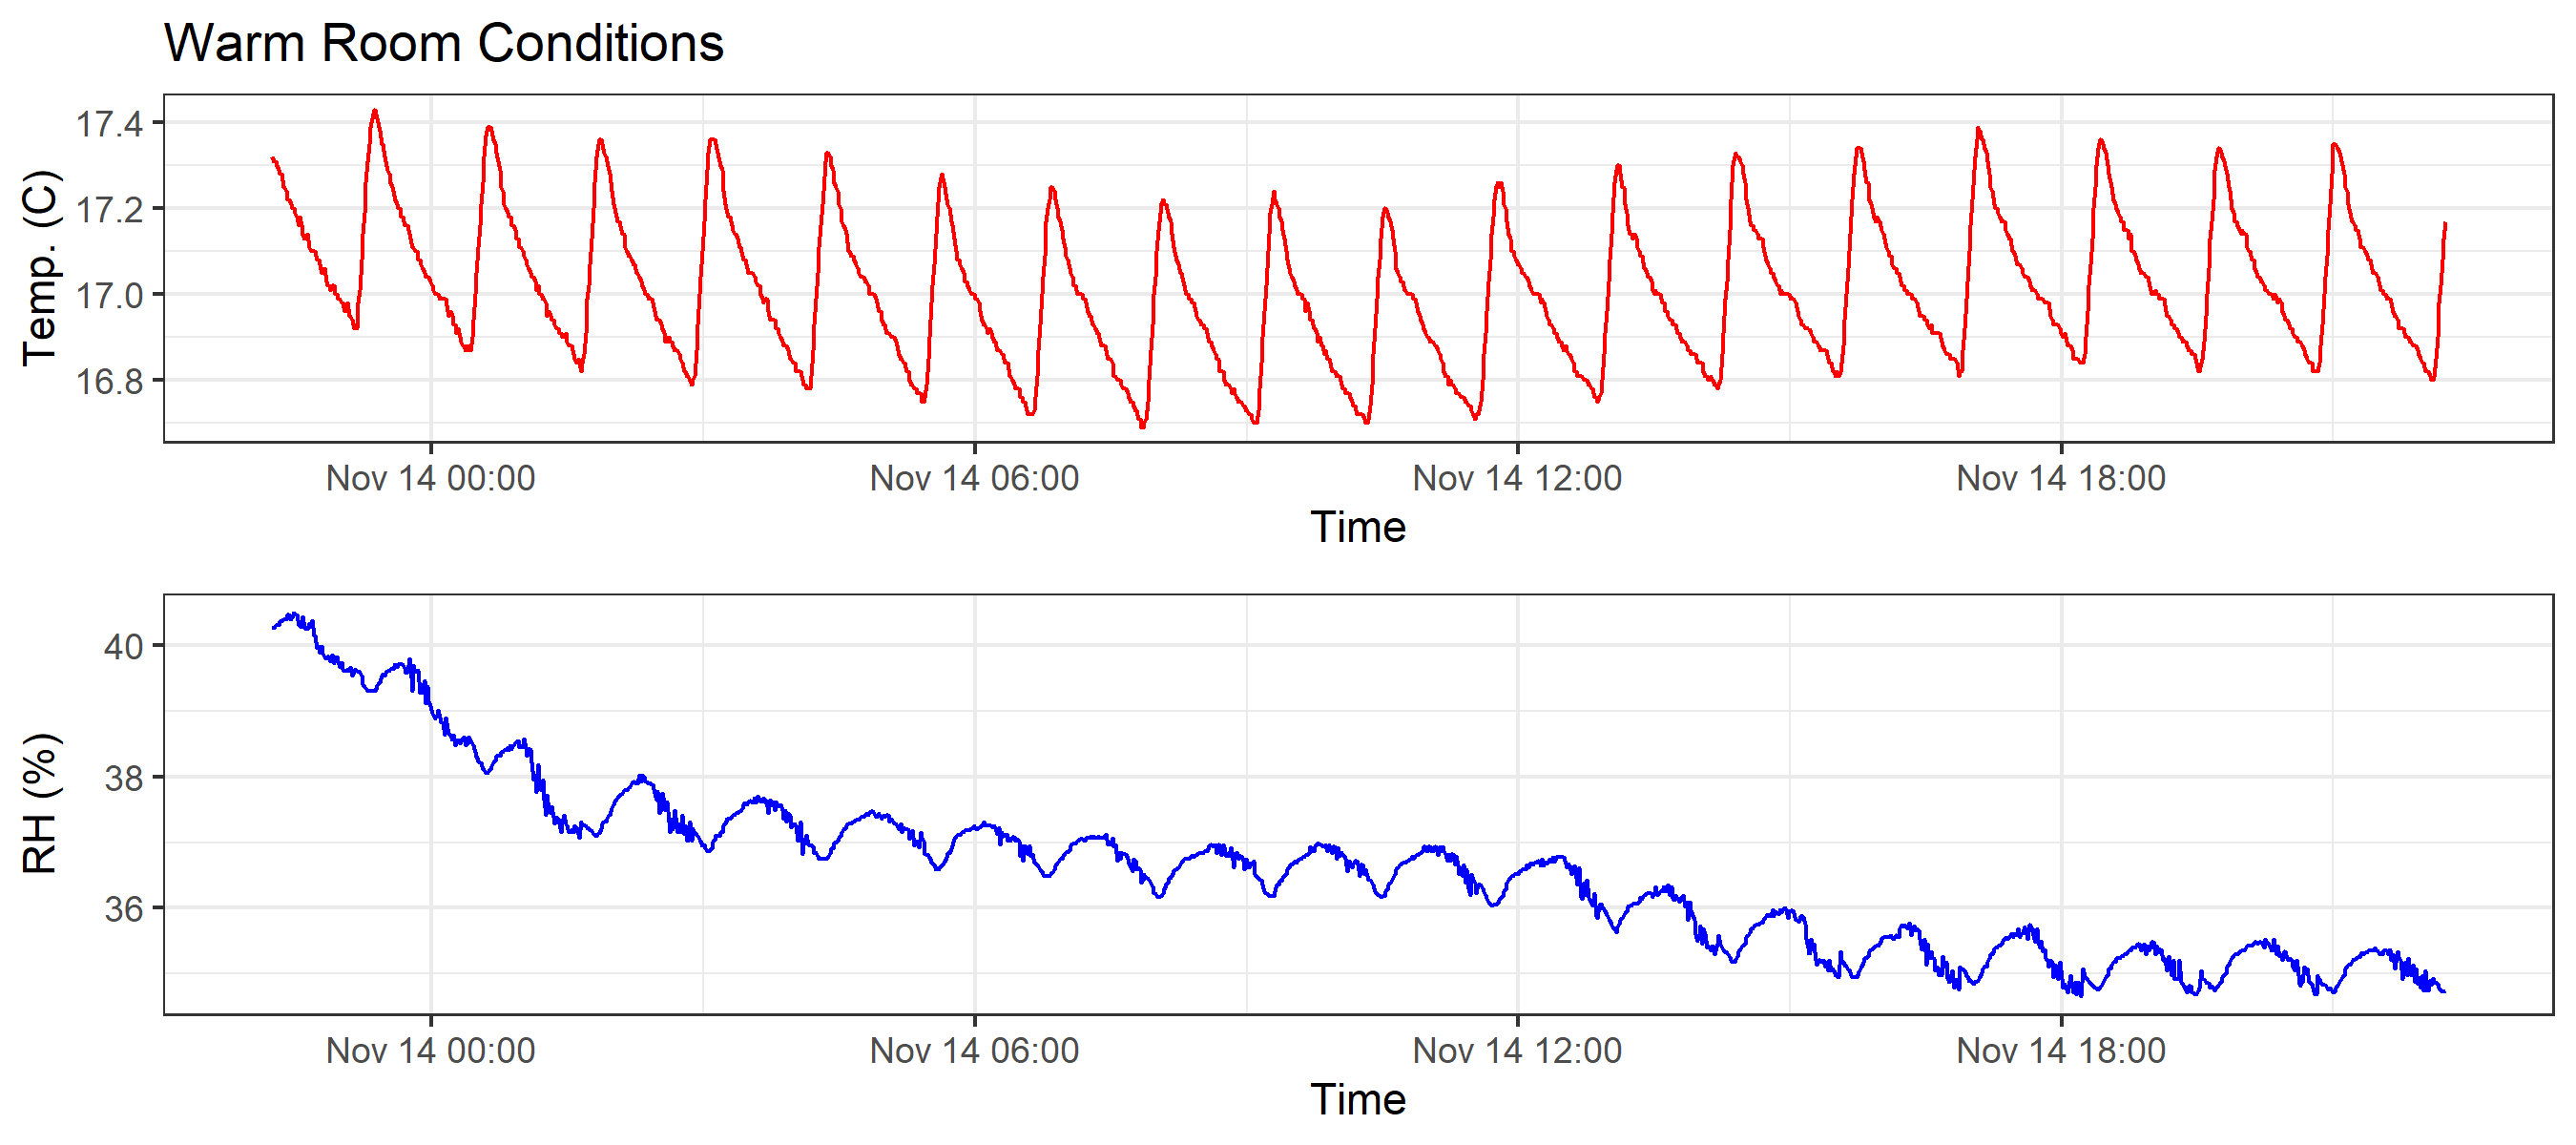 Warm Room Conditions
Temp. (C)
17.4
17.2
17.0
16.8
Nov 14 00:00 Nov 14 06:00 Nov 14 12:00 Nov 14 18:00
Time
RH (%)
40
38
36
Nov 14 00:00 Nov 14 06:00 Nov 14 12:00 Nov 14 18:00
Time